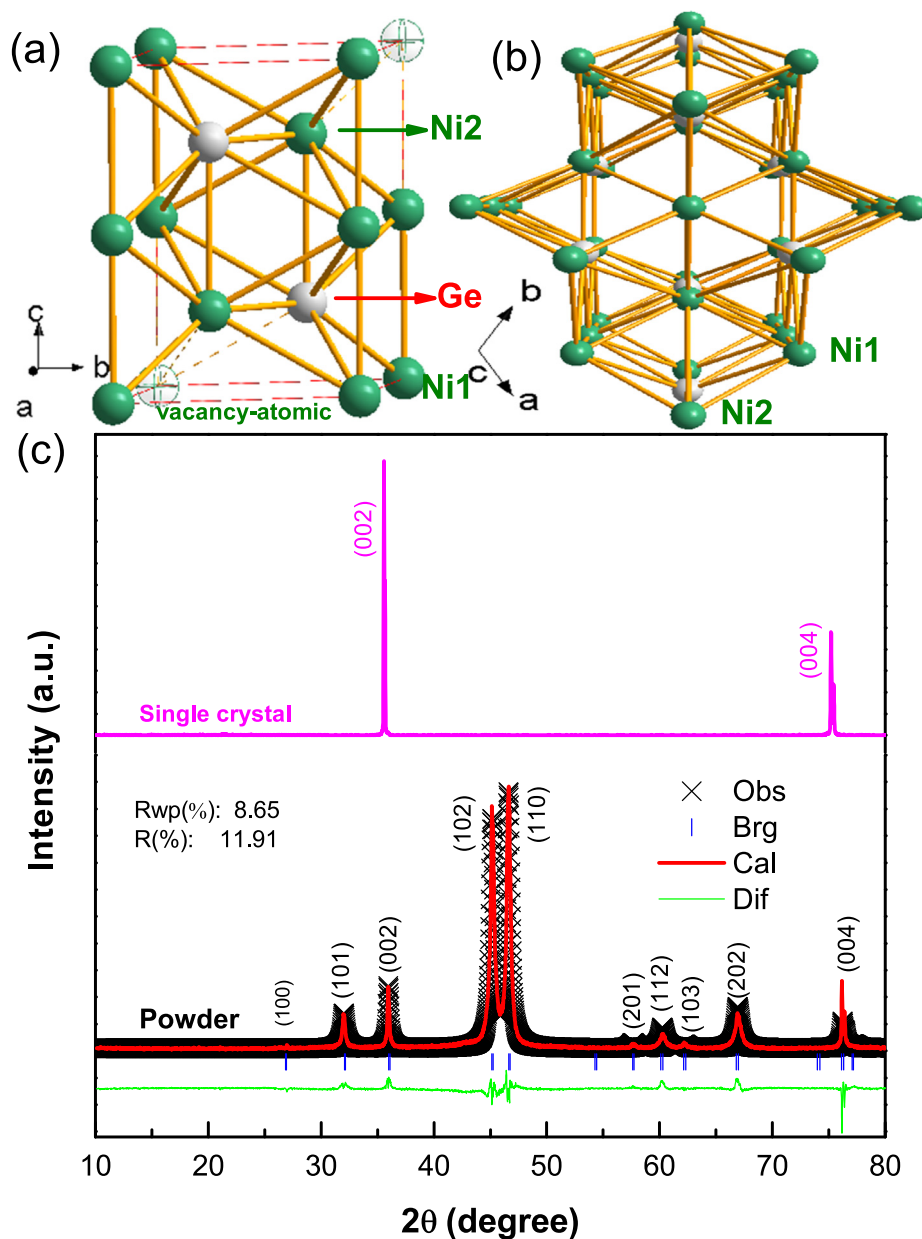 (a)
(b)
Ni2
Ge
c
b
a
Ni1
vacancy-atomic
b
c
a
Ni1
Ni2
(c)
(002)
(004)
Single crystal
Rwp(%): 8.65
R(%): 11.91
(102)
(110)
Obs
Brg
Cal
Dif
(100)
(101)
(002)
(201)
(112)
(103)
(202)
(004)
Powder
Intensity (a.u.)
10 20 30 40 50 60 70 80
2θ (degree)